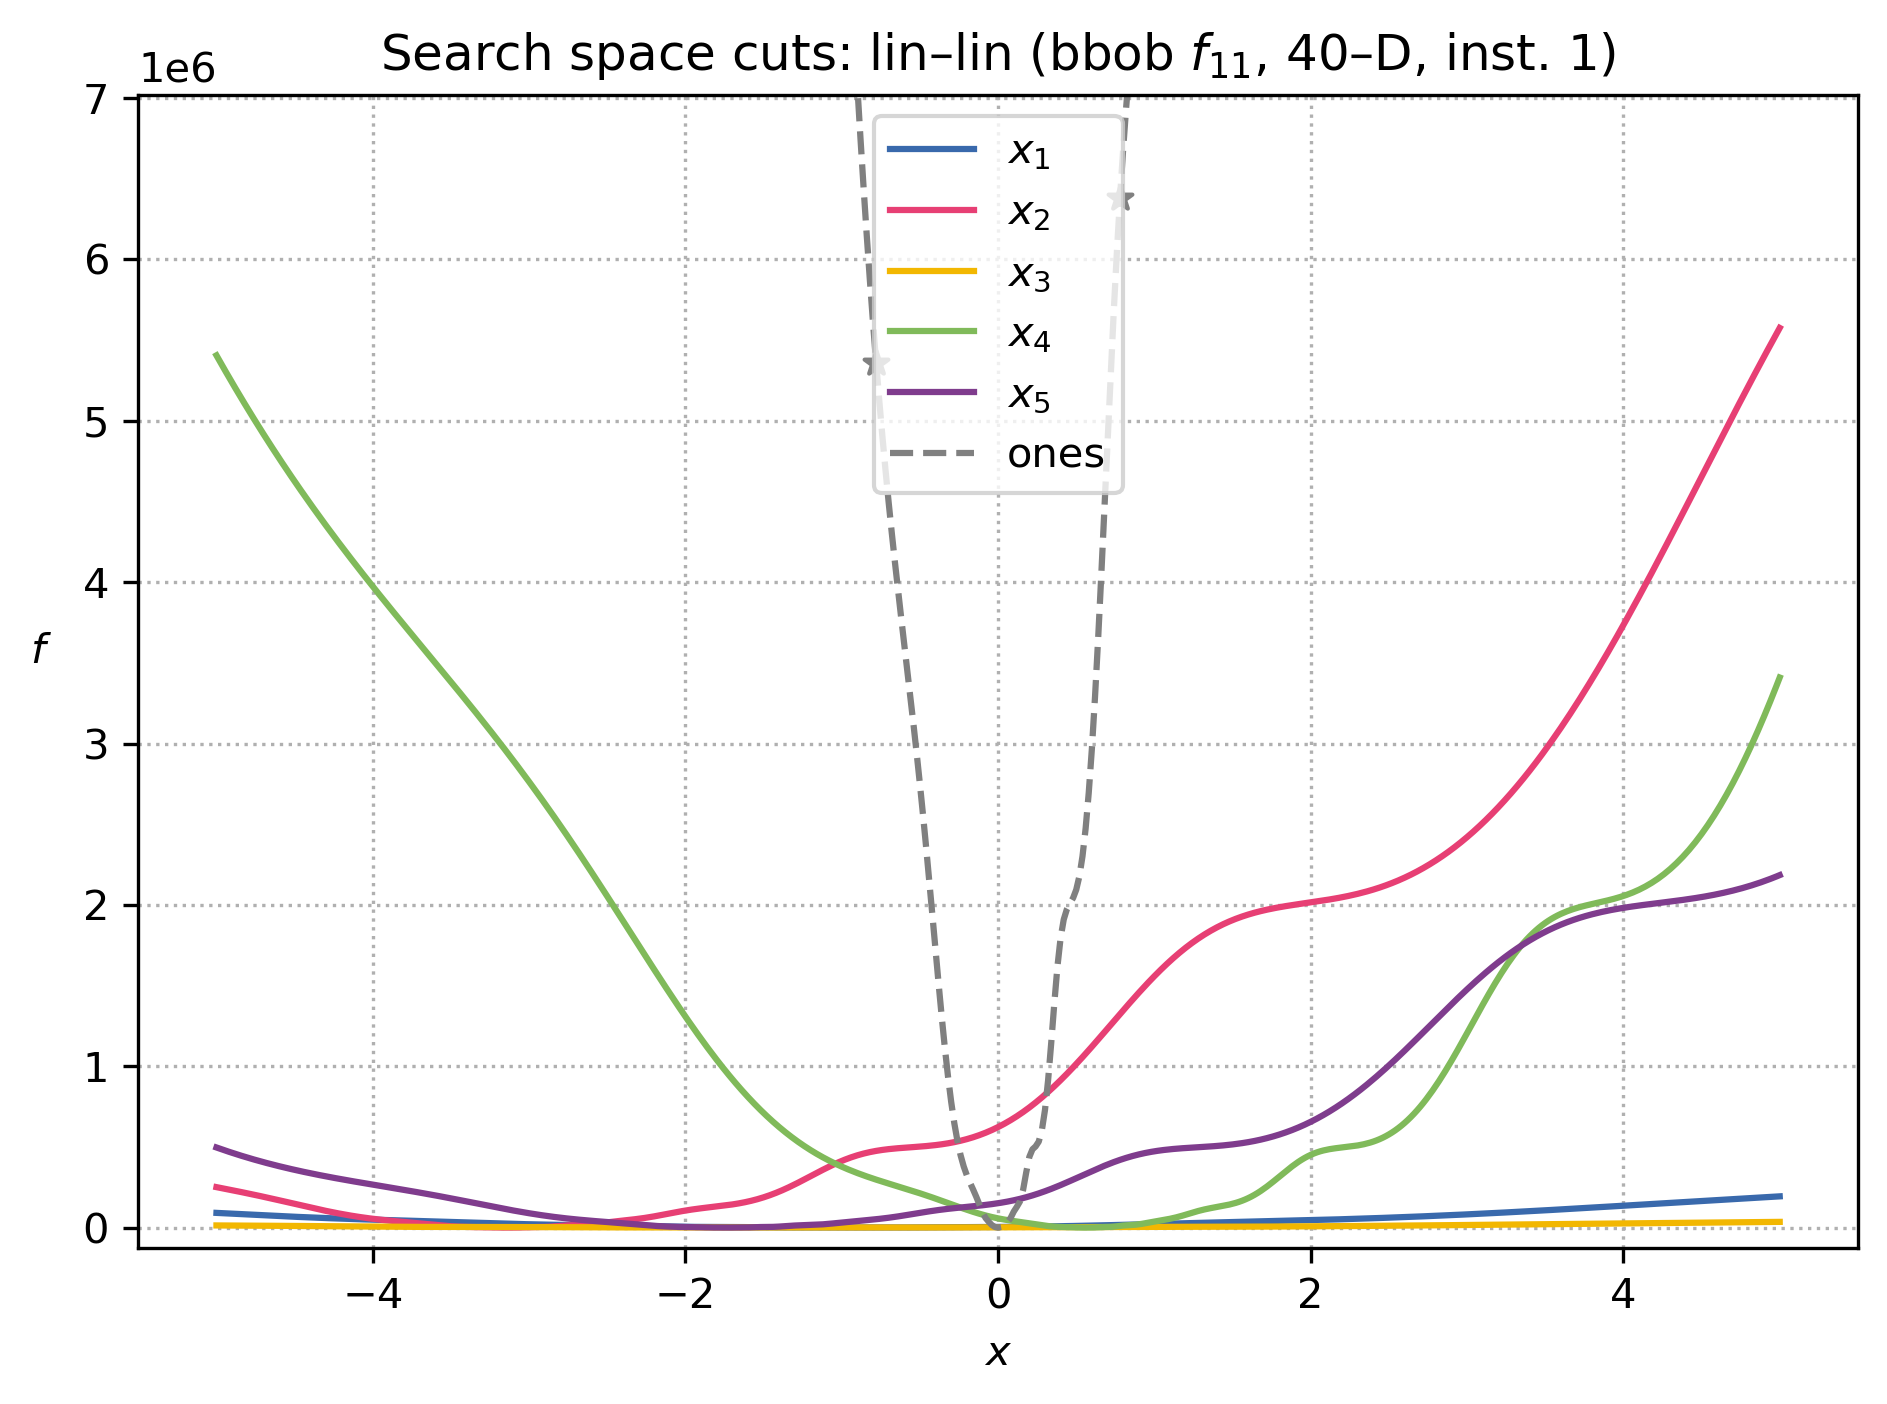 Search space cuts: lin–lin (bbob f₁₁, 40–D, inst. 1)
1e6
7
6
5
4
3
2
1
0
f
x₁
x₂
x₃
x₄
x₅
ones
−4
−2
0
2
4
x